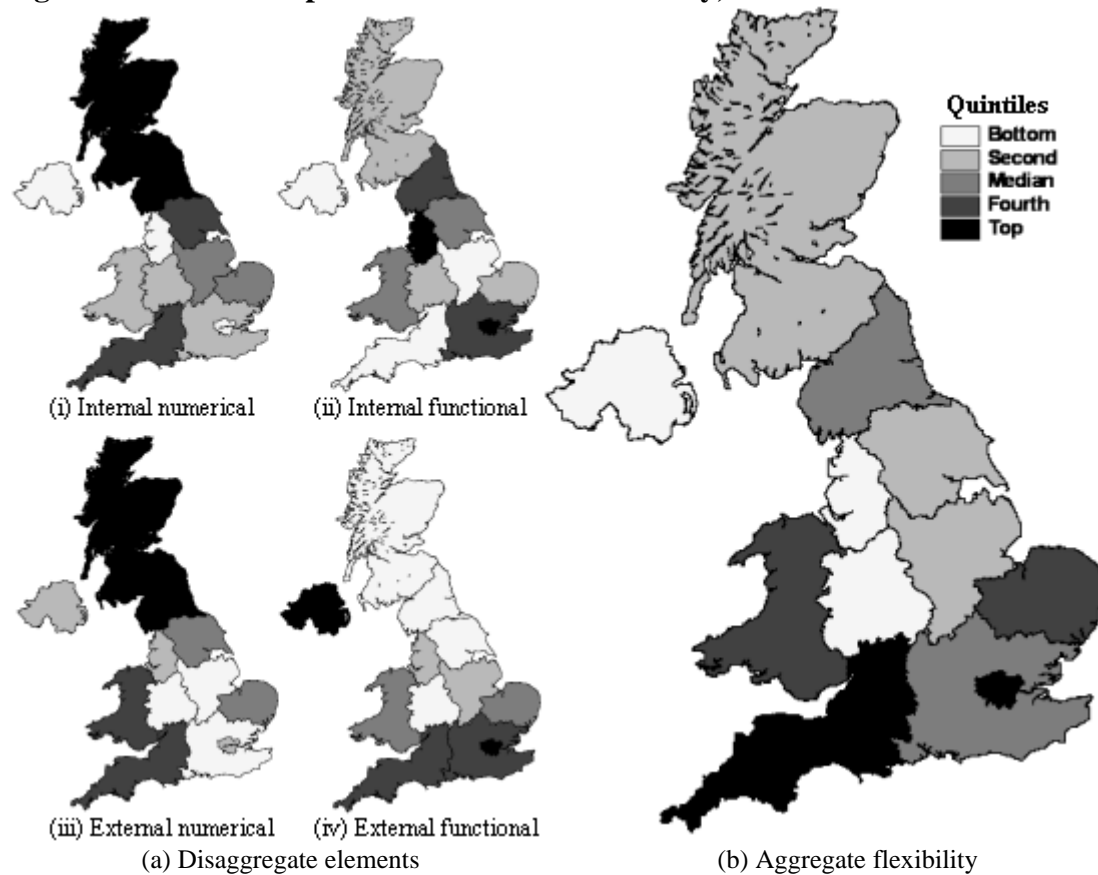 Quintiles
Bottom
Second
Median
Fourth
Top
(i) Internal numerical
(ii) Internal functional
(iii) External numerical
(iv) External functional
(a) Disaggregate elements
(b) Aggregate flexibility